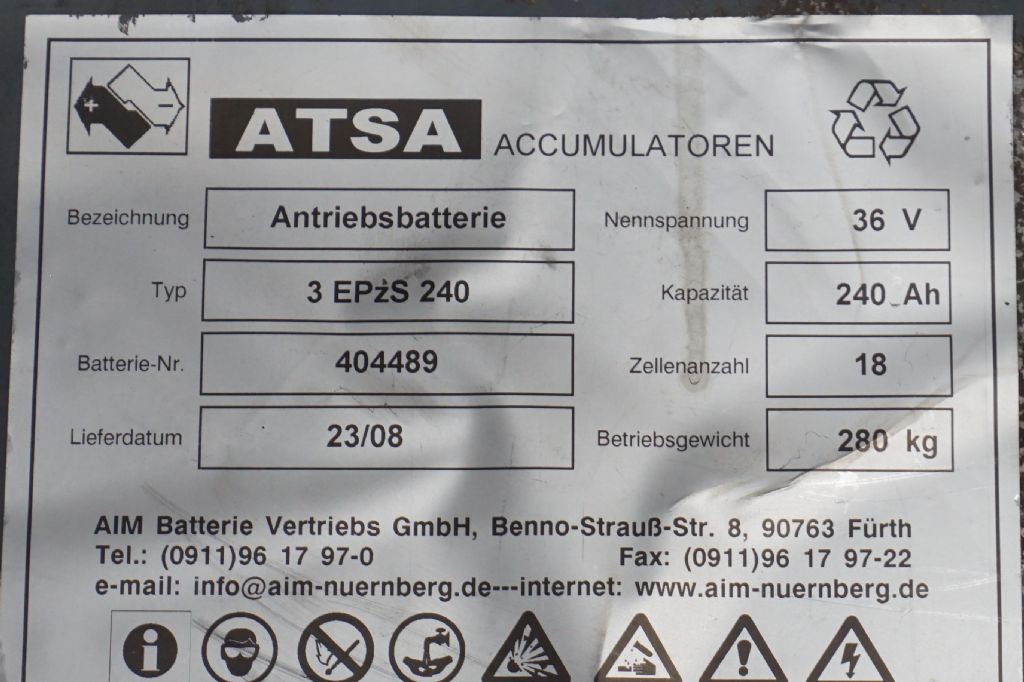 ATSA ACCUMULATOREN
Bezeichnung Antriebsbatterie Nennspannung 36 V
Typ 3 EPżS 240 Kapazität 240 Ah
Batterie-Nr. 404489 Zellenanzahl 18
Lieferdatum 23/08 Betriebsgewicht 280 kg
AIM Batterie Vertriebs GmbH, Benno-Strauß-Str. 8, 90763 Fürth
Tel.: (0911)96 17 97-0 Fax: (0911)96 17 97-22
e-mail: info@aim-nuernberg.de---internet: www.aim-nuernberg.de